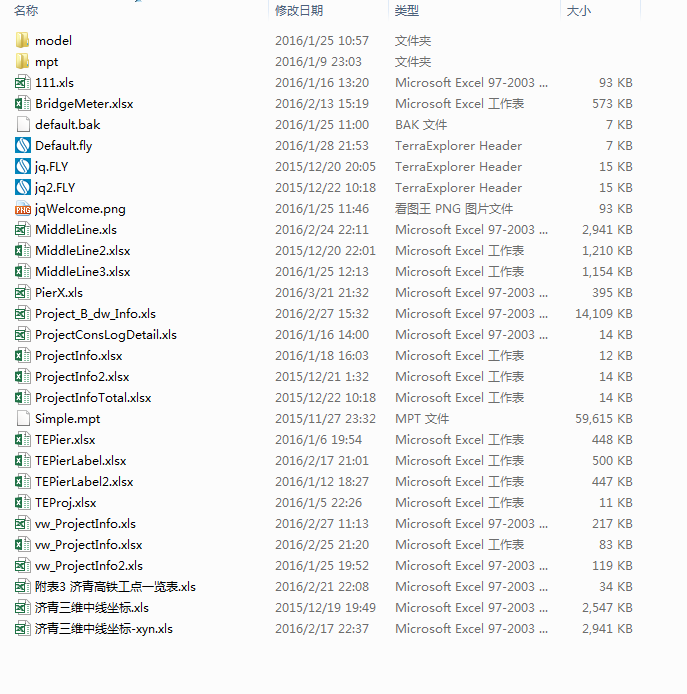 名称 修改日期 类型 大小
model 2016/1/25 10:57 文件夹
mpt 2016/1/9 23:03 文件夹
111.xls 2016/1/16 13:20 Microsoft Excel 97-2003 ... 93 KB
BridgeMeter.xlsx 2016/2/13 15:19 Microsoft Excel 工作表 573 KB
default.bak 2016/1/25 11:00 BAK 文件 7 KB
Default.fly 2016/1/28 21:53 TerraExplorer Header 7 KB
jq.FLY 2015/12/20 20:05 TerraExplorer Header 15 KB
jq2.FLY 2015/12/22 10:18 TerraExplorer Header 15 KB
PNG jqWelcome.png 2016/1/25 11:46 看图王 PNG 图片文件 93 KB
MiddleLine.xls 2016/2/24 22:11 Microsoft Excel 97-2003 ... 2,941 KB
MiddleLine2.xlsx 2015/12/20 22:01 Microsoft Excel 工作表 1,210 KB
MiddleLine3.xlsx 2016/1/25 12:13 Microsoft Excel 工作表 1,154 KB
PierX.xls 2016/3/21 21:32 Microsoft Excel 97-2003 ... 395 KB
Project_B_dw_Info.xls 2016/2/27 15:32 Microsoft Excel 97-2003 ... 14,109 KB
ProjectConsLogDetail.xls 2016/1/16 14:00 Microsoft Excel 97-2003 ... 14 KB
ProjectInfo.xlsx 2016/1/18 16:03 Microsoft Excel 工作表 12 KB
ProjectInfo2.xlsx 2015/12/21 1:32 Microsoft Excel 工作表 14 KB
ProjectInfoTotal.xlsx 2015/12/22 10:18 Microsoft Excel 工作表 14 KB
Simple.mpt 2015/11/27 23:32 MPT 文件 59,615 KB
TEPier.xlsx 2016/1/6 19:54 Microsoft Excel 工作表 448 KB
TEPierLabel.xlsx 2016/2/17 21:01 Microsoft Excel 工作表 500 KB
TEPierLabel2.xlsx 2016/1/12 18:27 Microsoft Excel 工作表 447 KB
TEProj.xlsx 2016/1/5 22:26 Microsoft Excel 工作表 11 KB
vw_ProjectInfo.xls 2016/2/27 11:13 Microsoft Excel 97-2003 ... 217 KB
vw_ProjectInfo.xlsx 2016/2/25 21:20 Microsoft Excel 工作表 83 KB
vw_ProjectInfo2.xls 2016/1/25 19:52 Microsoft Excel 97-2003 ... 119 KB
附表3 济青高铁工点一览表.xls 2016/2/21 22:08 Microsoft Excel 97-2003 ... 34 KB
济青三维中线坐标.xls 2015/12/19 19:49 Microsoft Excel 97-2003 ... 2,547 KB
济青三维中线坐标-xyn.xls 2016/2/17 22:37 Microsoft Excel 97-2003 ... 2,941 KB